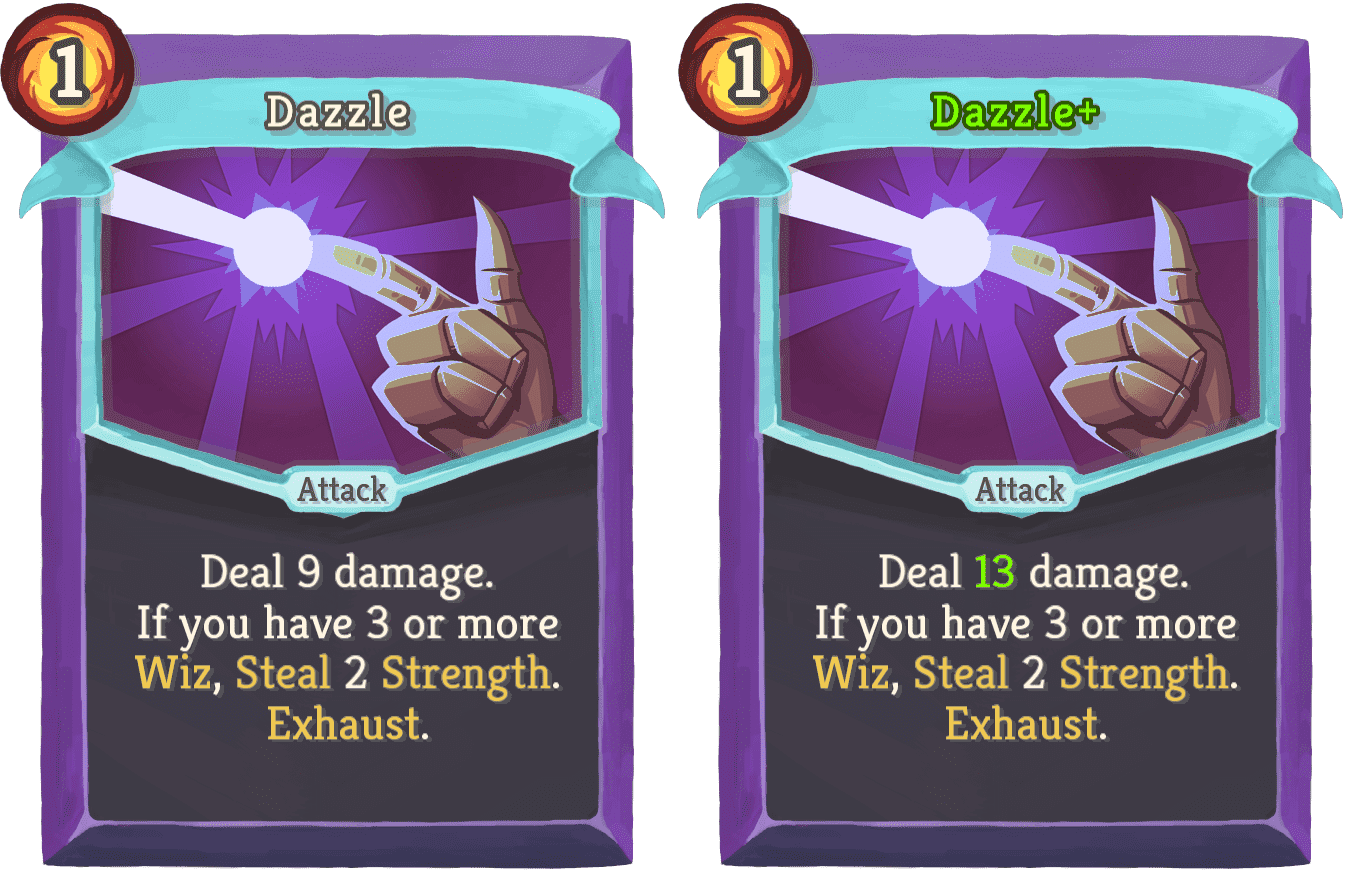 1
Dazzle
Attack
Deal 9 damage.
If you have 3 or more
Wiz, Steal 2 Strength.
Exhaust.
1
Dazzle+
Attack
Deal 13 damage.
If you have 3 or more
Wiz, Steal 2 Strength.
Exhaust.